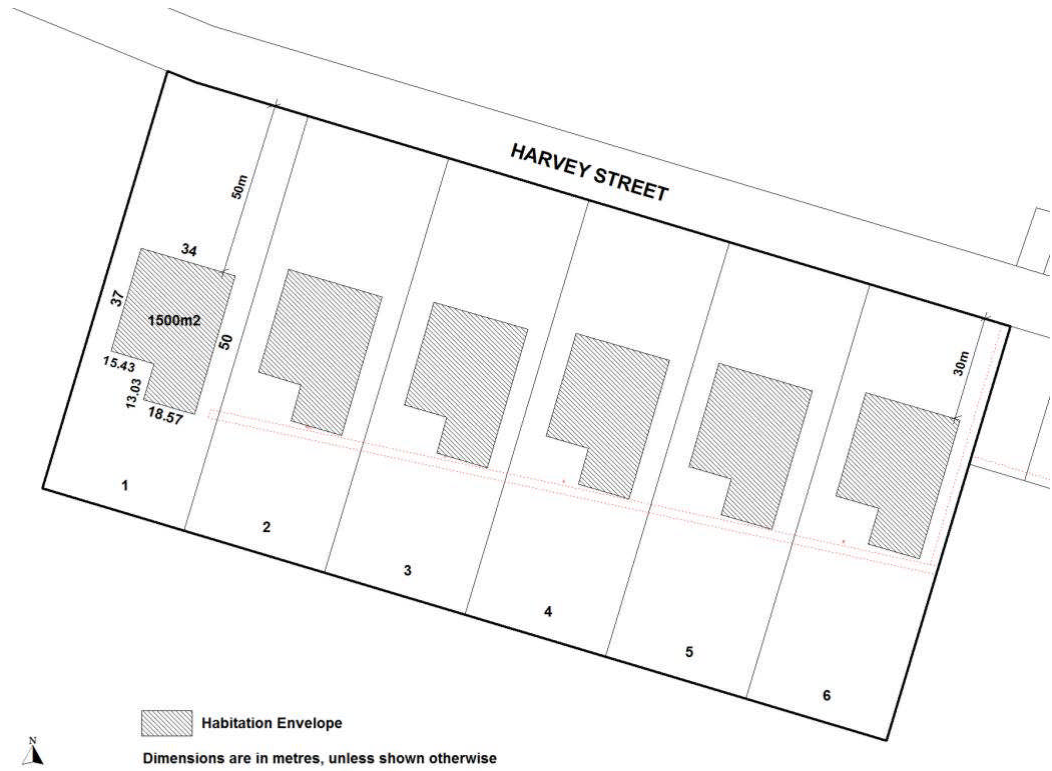 HARVEY STREET
50m
34
37
1500m2
50
15.43
13.03
18.57
30m
1
2
3
4
5
6
Habitation Envelope
N
Dimensions are in metres, unless shown otherwise